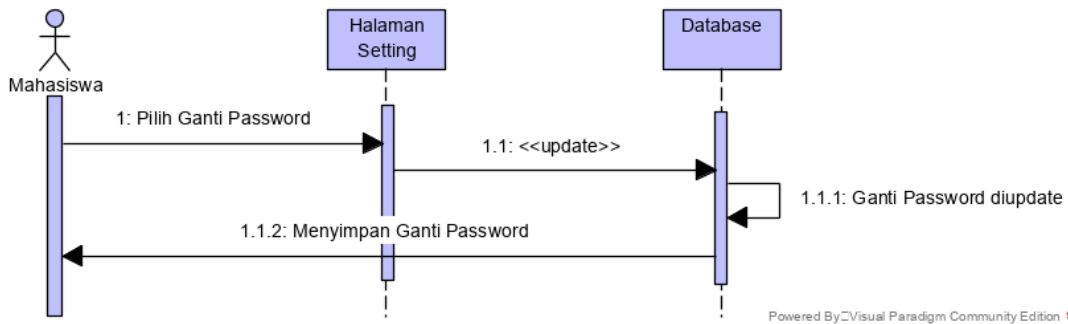 Mahasiswa
Halaman
Setting
Database
1: Pilih Ganti Password
1.1: <<update>>
1.1.1: Ganti Password diupdate
1.1.2: Menyimpan Ganti Password
Powered By Visual Paradigm Community Edition